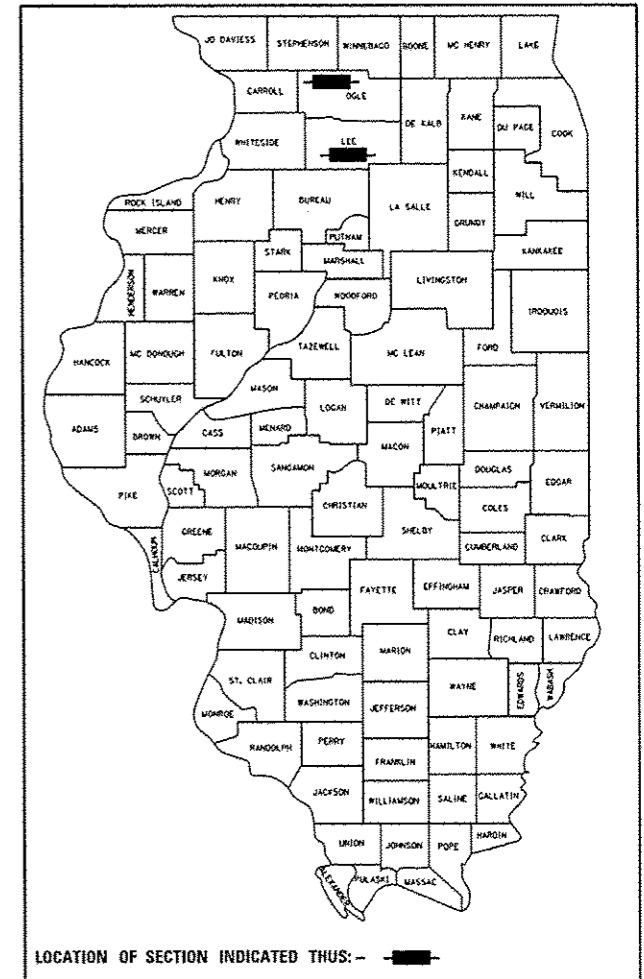 JO DAVIESS STEPHENSON WINNEBAGO BOONE MC HENRY LAKE
CARROLL OGLE
DE KALB KANE DU PAGE COOK
WHITESIDE LEE
KENDALL WILL
ROCK ISLAND HENRY BUREAU LA SALLE GRUNDY
MERCER PUTNAM KANKAKEE
STARK MARSHALL
HENDERSON WARREN KNOX PEORIA WOODFORD LIVINGSTON IROQUOIS
HANCOCK MC DONOUGH FULTON TAZEWELL MC LEAN FORD
MASON
SCHUYLER LOGAN DE WITT CHAMPAIGN VERMILION
ADAMS BROWN CASS MENARD MACON PIATT
MORGAN SANGAMON DOUGLAS
PIKE SCOTT CHRISTIAN MOULTRIE COLES EDGAR
GREENE MACOUPIN MONTGOMERY SHELBY CUMBERLAND CLARK
CALHOUN JERSEY
FAYETTE EFFINGHAM JASPER CRAWFORD
MADISON BOND
CLAY RICHLAND LAWRENCE
CLINTON MARION
ST. CLAIR WAYNE EDWARDS WABASH
WASHINGTON JEFFERSON
MONROE
RANDOLPH PERRY HAMILTON WHITE
FRANKLIN
JACKSON WILLIAMSON SALINE GALLATIN
UNION JOHNSON POPE HARDIN
ALEXANDER PULASKI MASSAC
LOCATION OF SECTION INDICATED THUS: -